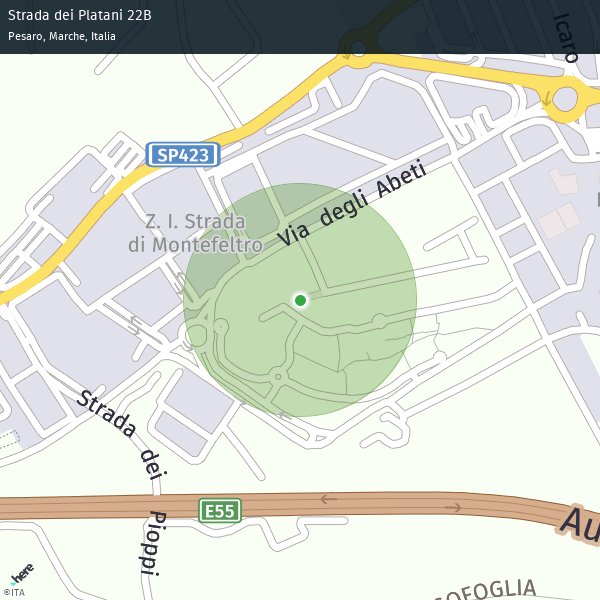 Strada dei Platani 22B
Pesaro, Marche, Italia
Icaro
SP423
Via degli Abeti
Z. I. Strada
di Montefeltro
Strada dei Pioppi
E55
Au
SOFOGLIA
here
©ITA